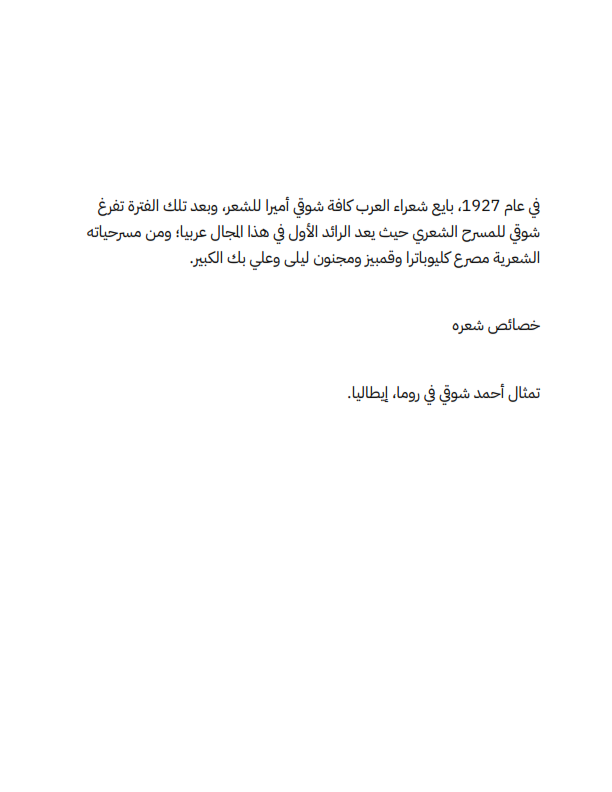 في عام 1927، بايع شعراء العرب كافة شوقي أميرا للشعر، وبعد تلك الفترة تفرغ
شوقي للمسرح الشعري حيث يعد الرائد الأول في هذا المجال عربيا؛ ومن مسرحياته
الشعرية مصرع كليوباترا وقمبيز ومجنون ليلى وعلي بك الكبير.
خصائص شعره
تمثال أحمد شوقي في روما، إيطاليا.